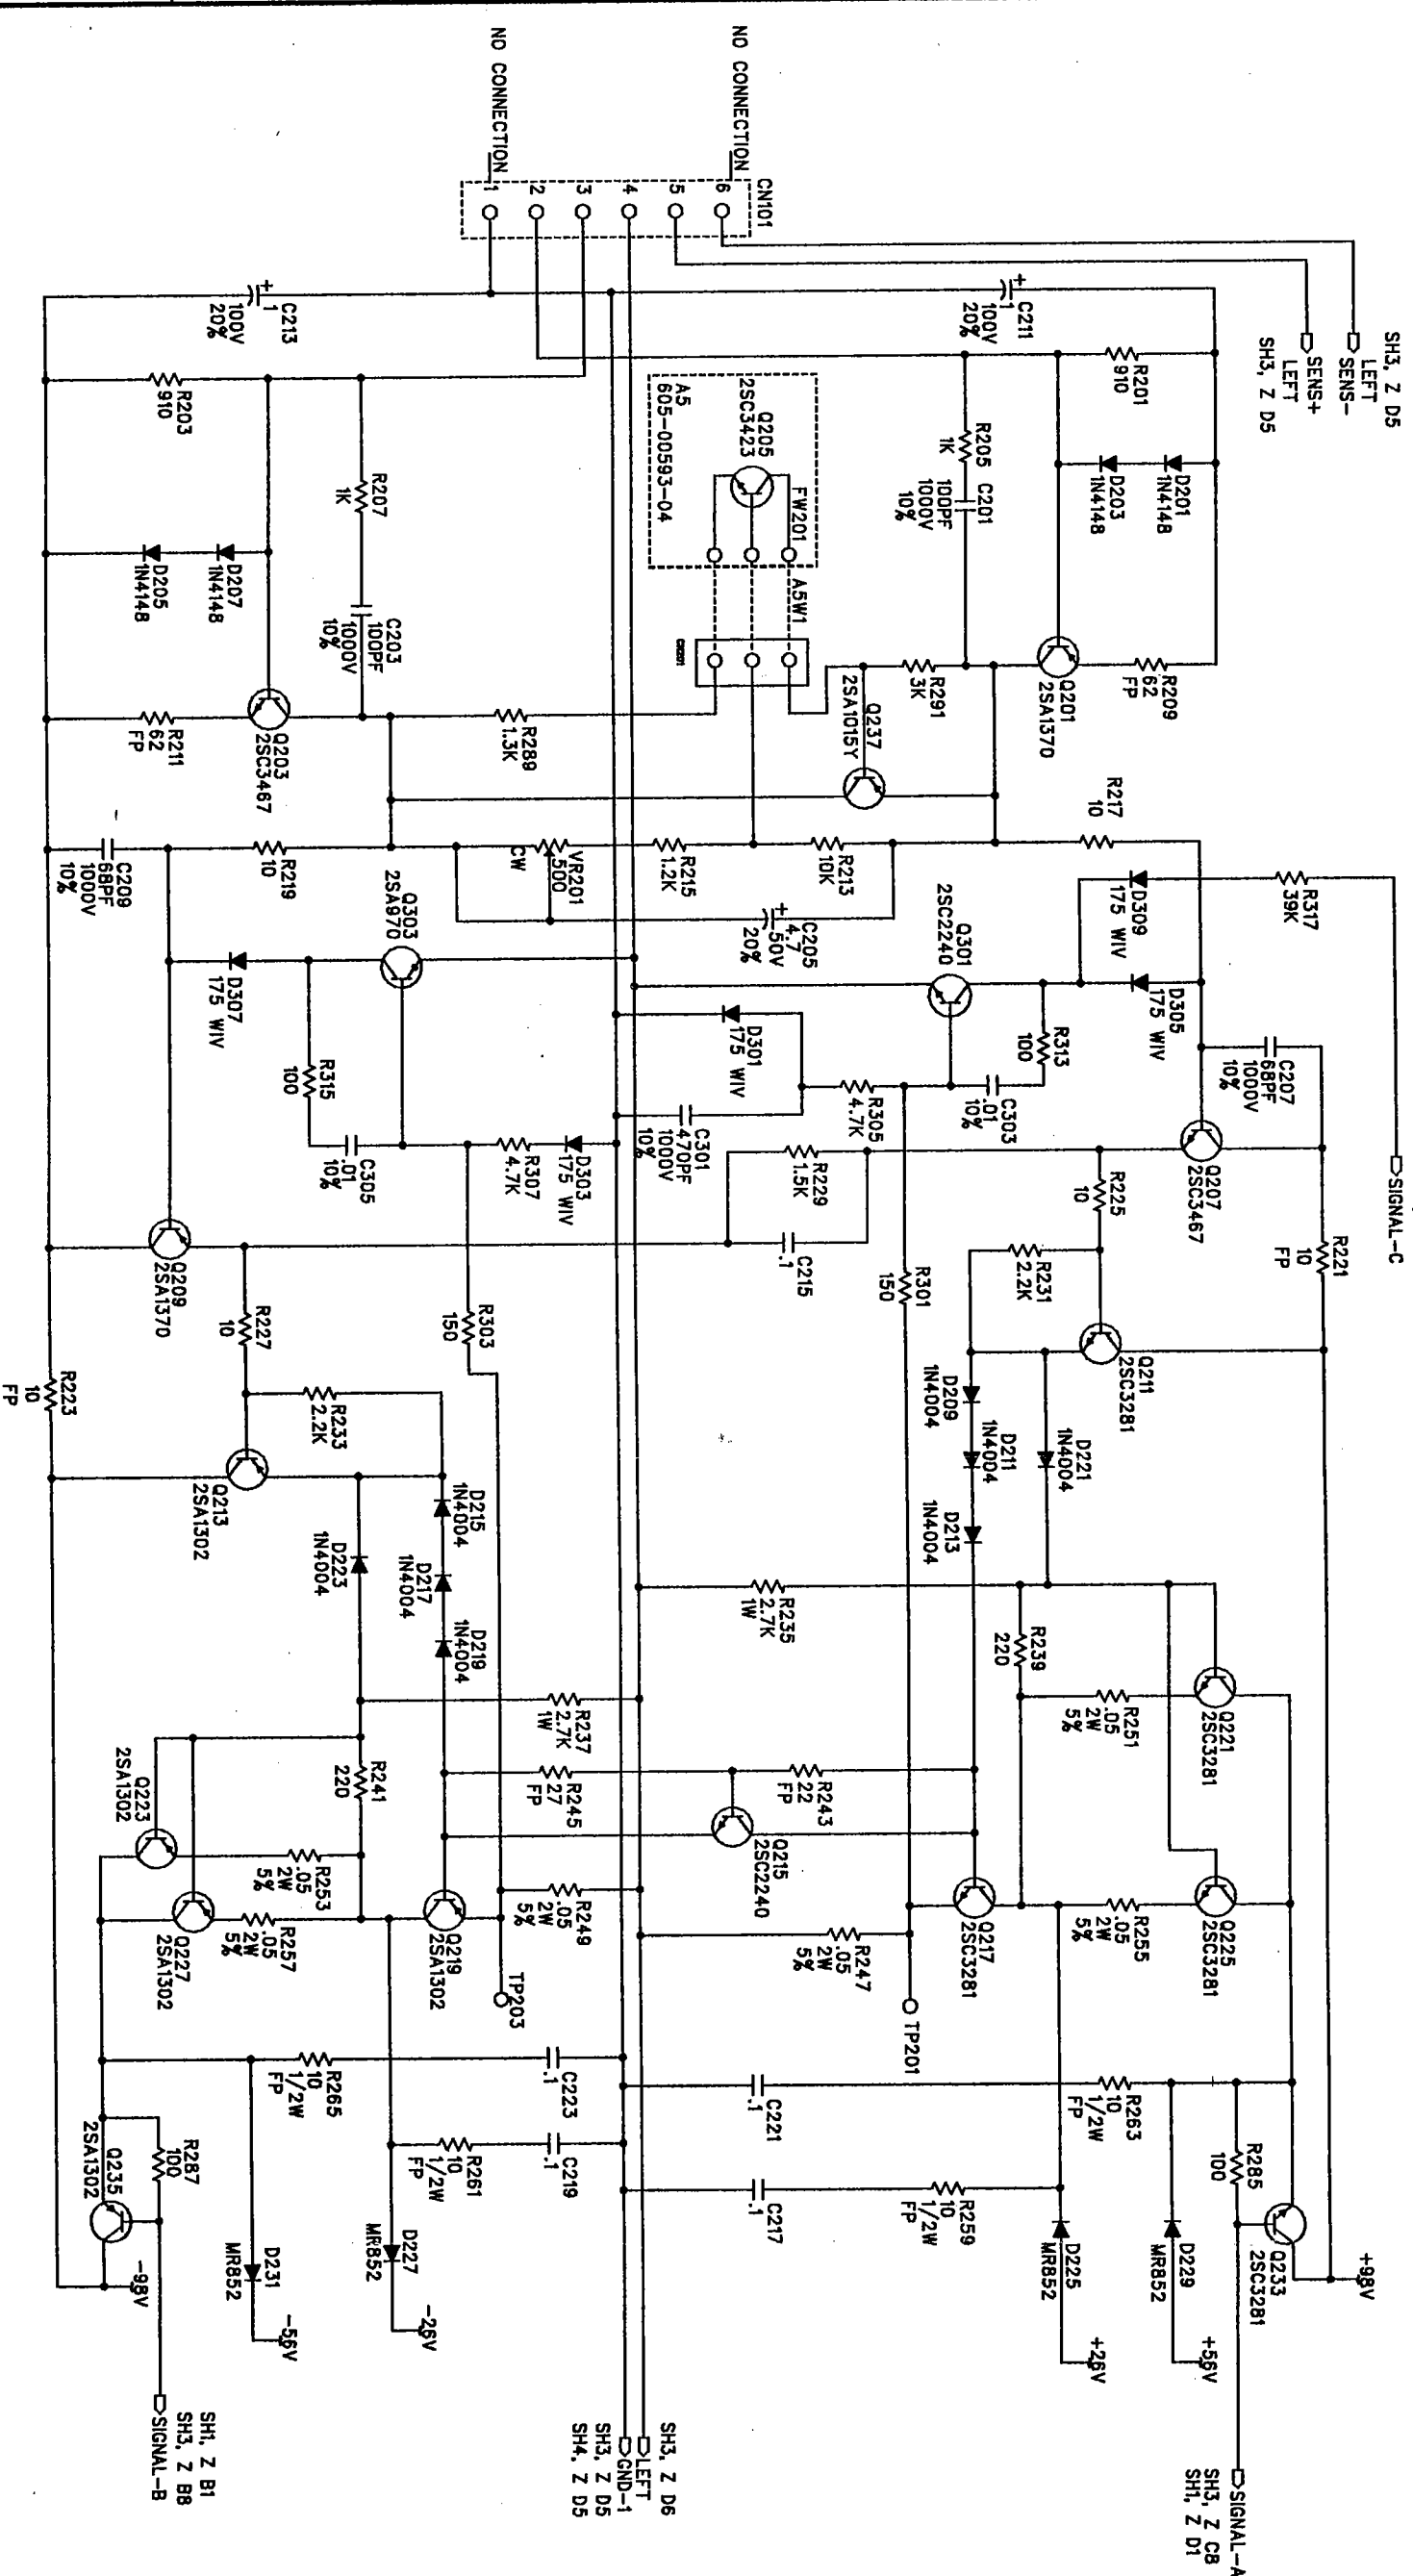 NO CONNECTION
NO CONNECTION
CN101
6
5
4
3
2
1
SH3, Z D5
LEFT
SENS-
SENS+
LEFT
SH3, Z D5
C211
1
100V
20%
C213
1
100V
20%
R201
910
R203
910
D201
1N4148
D203
1N4148
R205
1K
C201
100PF
1000V
10%
Q205
2SC3423
FW201
A5
605-00593-04
A5W1
R207
1K
C203
100PF
1000V
10%
D207
1N4148
D205
1N4148
R209
62
FP
Q201
2SA1370
R291
3K
Q237
2SA1015Y
R289
1.3K
Q203
2SC3467
R211
62
FP
R217
10
R213
10K
R215
1.2K
VR201
500
CW
R219
10
C209
68PF
1000V
10%
C205
4.7
50V
20%
R317
39K
D309
175 WIV
D305
175 WIV
Q301
2SC2240
Q303
2SA970
D307
175 WIV
SIGNAL-C
C207
68PF
1000V
10%
R313
100
C303
.01
10%
D301
175 WIV
R305
4.7K
C301
470PF
1000V
10%
R315
100
C305
.01
10%
R307
4.7K
D303
175 WIV
Q207
2SC3467
R225
10
R229
1.5K
C215
.1
Q209
2SA1370
R221
10
FP
R231
2.2K
R301
150
R303
150
R227
10
R223
10
FP
R233
2.2K
Q211
2SC3281
D221
1N4004
D209
1N4004
D211
1N4004
D213
1N4004
Q213
2SA1302
D215
1N4004
D217
1N4004
D219
1N4004
D223
1N4004
R235
2.7K
1W
R239
220
R251
.05
2W
5%
Q221
2SC3281
R237
2.7K
1W
R241
220
R243
22
FP
R245
27
FP
Q215
2SC2240
Q223
2SA1302
R253
.05
2W
5%
Q225
2SC3281
R255
.05
2W
5%
Q217
2SC3281
R247
.05
2W
5%
TP201
R249
.05
2W
5%
TP203
Q219
2SA1302
R257
.05
2W
5%
Q227
2SA1302
R263
10
1/2W
FP
C221
.1
C223
.1
R265
10
1/2W
FP
R285
100
R259
10
1/2W
FP
C217
.1
C219
.1
R261
10
1/2W
FP
R287
100
Q233
2SC3281
+98V
D229
MR852
+56V
D225
MR852
+26V
D227
MR852
-26V
D231
MR852
-56V
Q235
2SA1302
-98V
SIGNAL-A
SH3, Z C8
SH1, Z D1
SH3, Z D6
LEFT
GND-1
SH3, Z D5
SH4, Z D5
SH1, Z B1
SH3, Z B8
SIGNAL-B